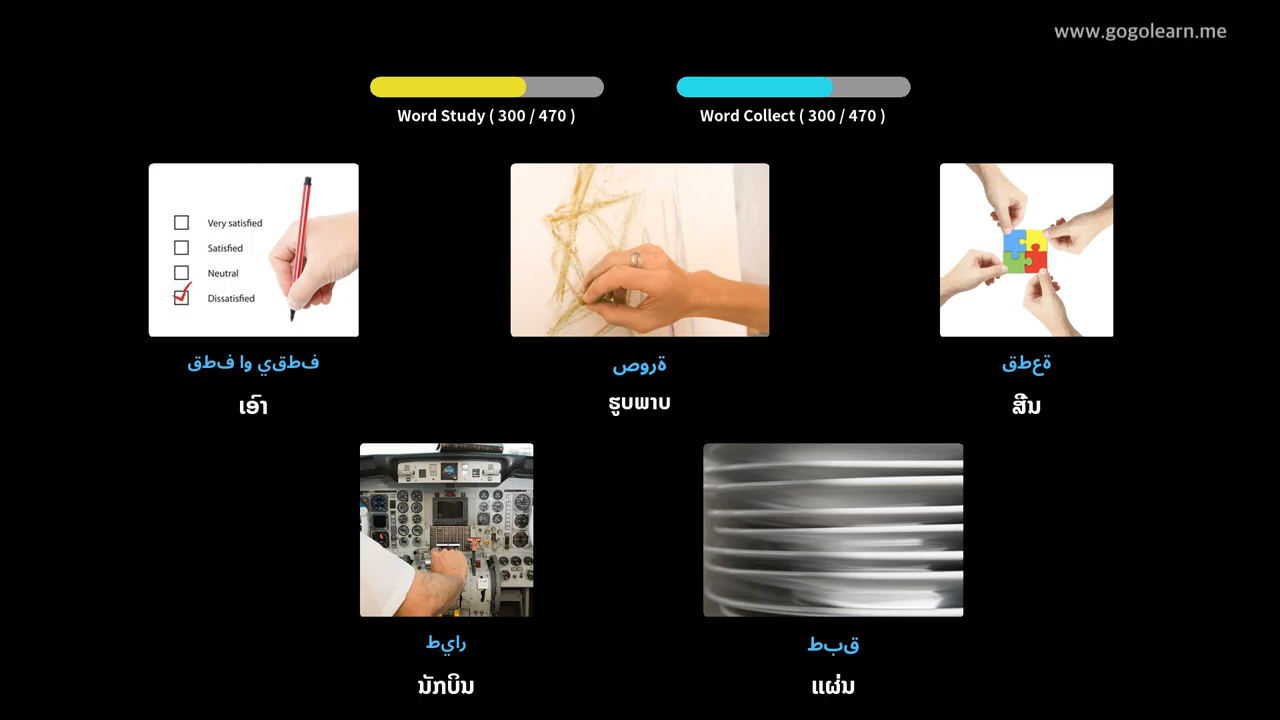 www.gogolearn.me
Word Study ( 300 / 470 )
Word Collect ( 300 / 470 )
Very satisfied
Satisfied
Neutral
Dissatisfied
فطقي وا فطق
ةروص
ةعطق
ເອົາ
ຮູບພາບ
ສິ້ນ
رايط
قبط
ນັກບິນ
ແຜ່ນ